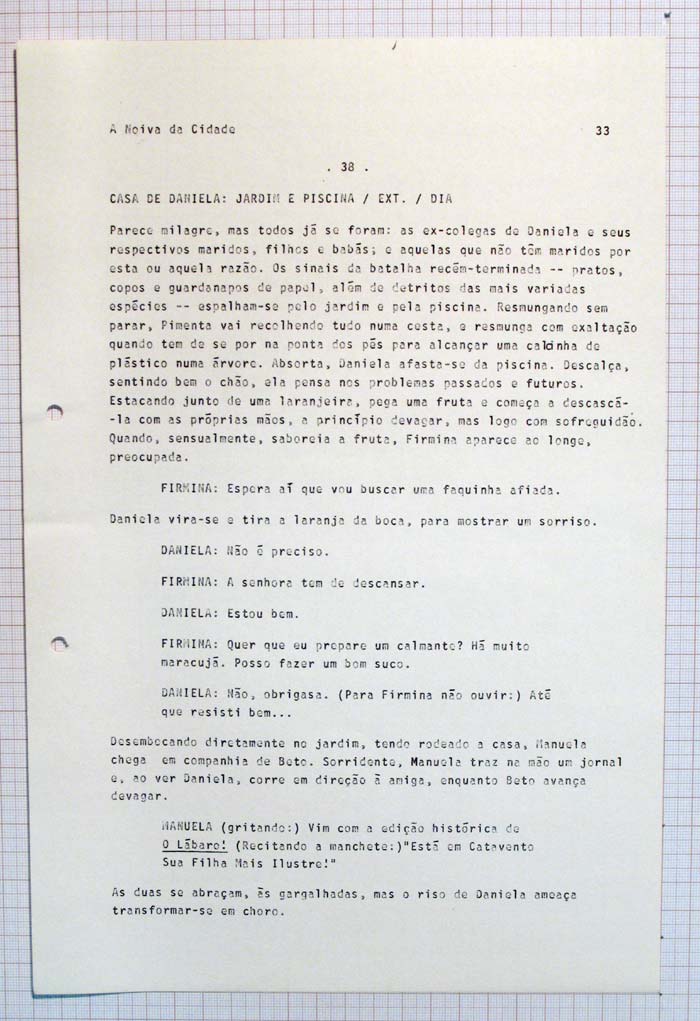 A Noiva da Cidade 33
. 38 .
CASA DE DANIELA: JARDIM E PISCINA / EXT. / DIA
Parece milagre, mas todos já se foram: as ex-colegas de Daniela e seus
respectivos maridos, filhos e babás; e aquelas que não têm maridos por
esta ou aquela razão. Os sinais da batalha recém-terminada -- pratos,
copos e guardanapos de papel, além de detritos das mais variadas
espécies -- espalham-se pelo jardim e pela piscina. Resmungando sem
parar, Pimenta vai recolhendo tudo numa cesta, e resmunga com exaltação
quando tem de se por na ponta dos pés para alcançar uma calcinha de
plástico numa árvore. Absorta, Daniela afasta-se da piscina. Descalça,
sentindo bem o chão, ela pensa nos problemas passados e futuros.
Estacando junto de uma laranjeira, pega uma fruta e começa a descascá-
-la com as próprias mãos, a princípio devagar, mas logo com sofreguidão.
Quando, sensualmente, saboreia a fruta, Firmina aparece ao longe,
preocupada.
FIRMINA: Espera aí que vou buscar uma faquinha afiada.
Daniela vira-se e tira a laranja da boca, para mostrar um sorriso.
DANIELA: Não é preciso.
FIRMINA: A senhora tem de descansar.
DANIELA: Estou bem.
FIRMINA: Quer que eu prepare um calmante? Há muito
maracujá. Posso fazer um bom suco.
DANIELA: Não, obrigasa. (Para Firmina não ouvir:) Até
que resisti bem...
Desembocando diretamente no jardim, tendo rodeado a casa, Manuela
chega em companhia de Beto. Sorridente, Manuela traz na mão um jornal
e, ao ver Daniela, corre em direção à amiga, enquanto Beto avança
devagar.
MANUELA (gritando:) Vim com a edição histórica de
O Lábaro! (Recitando a manchete:)"Está em Catavento
Sua Filha Mais Ilustre!"
As duas se abraçam, às gargalhadas, mas o riso de Daniela ameaça
transformar-se em choro.